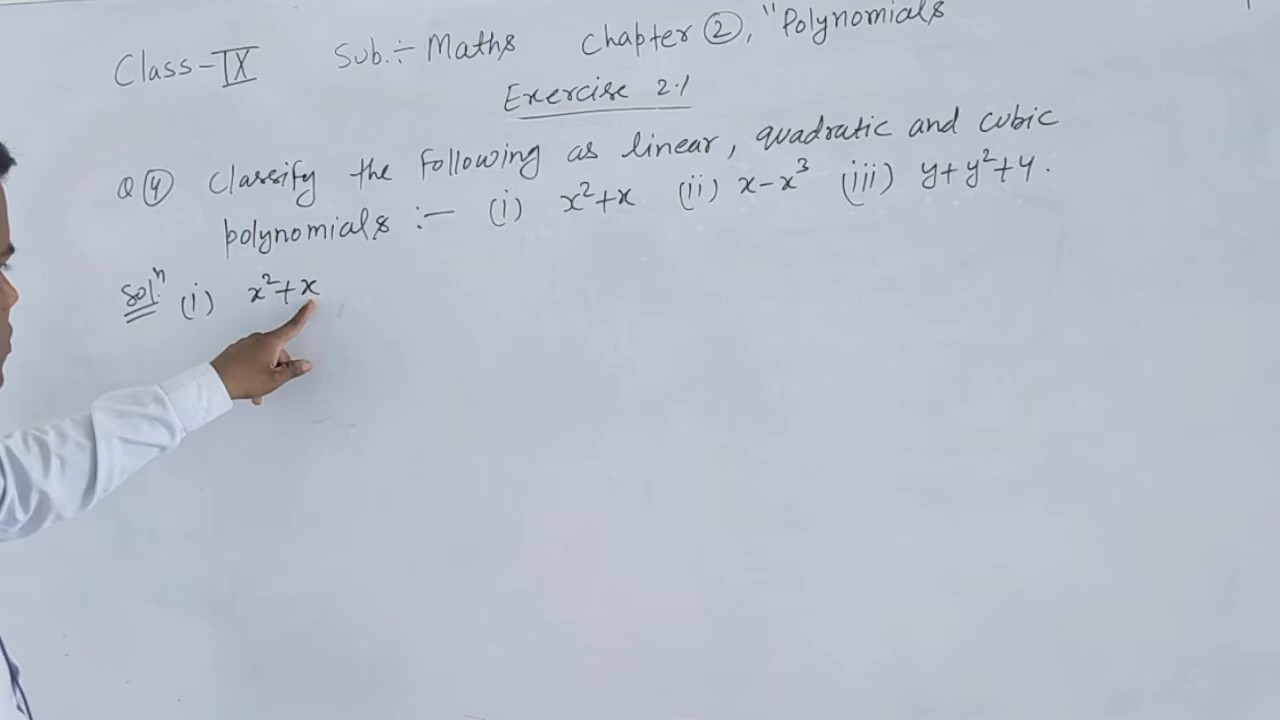 Class-IX Sub.÷ Maths Chapter ②, "Polynomials
Exercise 2.1
Q④ Classify the following as linear, quadratic and cubic
polynomials :- (i) x²+x (ii) x-x³ (iii) y+y²+4.
Solⁿ (i) x²+x